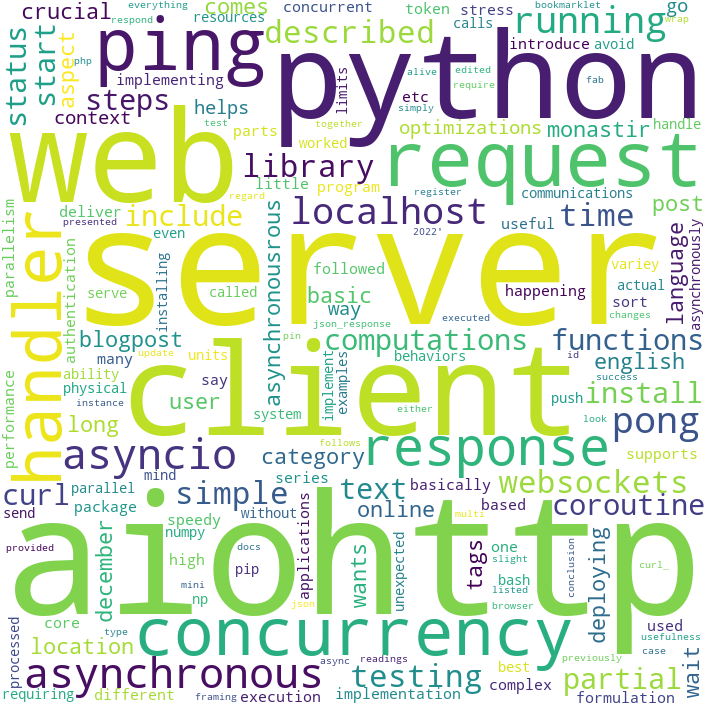 everything
bookmarklet
crucial
respond
comes
concurrent
token
stress
go
wrap
status
start
aspect
php
ping
described
resources
calls
introduce
avoid
running
edited
alive
require
fab
implementing
steps
context
helps
limits
etc
simply
python
test
parts
together
worked
optimizations
monastir
handle
web
library
little
program
register
communications
request
regard
parallelism
deliver
presented
include
localhost
useful
2022'
time
post
language
asynchronously
handler
authentication
even
installing
asynchronousrous
followed
variey
actual
sort
changes
server
serve
called
basic
json_response
way
happening
executed
pin
blogpost
computations
functions
update
many
units
implement
examples
behaviors
english
id
success
performance
ability
physical
say
instance
client
either
push
install
user
system
look
long
follows
response
pong
asyncio
category
supports
mind
series
basically
multi
websockets
curl
parallel
simple
text
based
coroutine
send
package
without
online
provided
speedy
numpy
december
high
docs
applications
wants
unexpected
tags
one
slight
bash
deploying
conclusion
curl_
np
mini
pip
listed
browser
aiohttp
json
core
type
used
usefulness
case
processed
location
concurrency
previously
wait
asynchronous
async
readings
testing
best
partial
requiring
different
framing
execution
implementation
complex
formulation